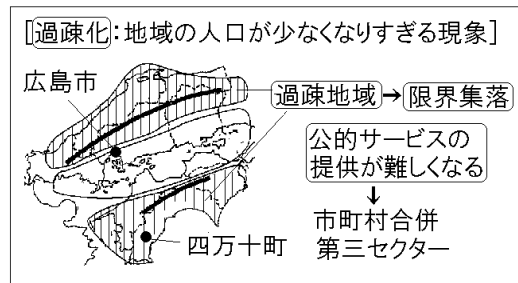 [過疎化:地域の人口が少なくなりすぎる現象]
広島市
過疎地域→限界集落
公的サービスの
提供が難しくなる
↓
市町村合併
第三セクター
四万十町